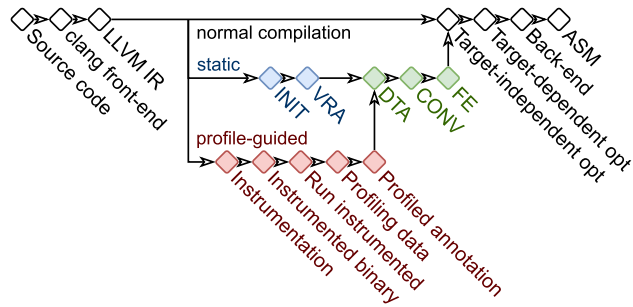 Source code
clang front-end
LLVM IR
normal compilation
Target-independent opt
Target-dependent opt
Back-end
ASM
static
INIT
VRA
DTA
CONV
FE
profile-guided
Instrumentation
Instrumented binary
Run instrumented
Profiling data
Profiled annotation